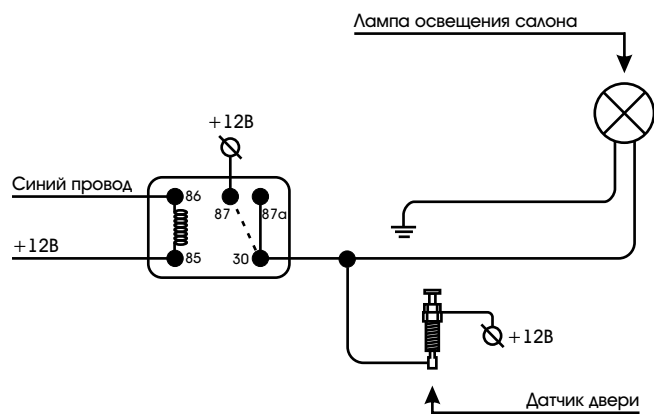 Лампа освещения салона
+12В
Синий провод
86
87
87а
+12В
85
30
+12В
Датчик двери